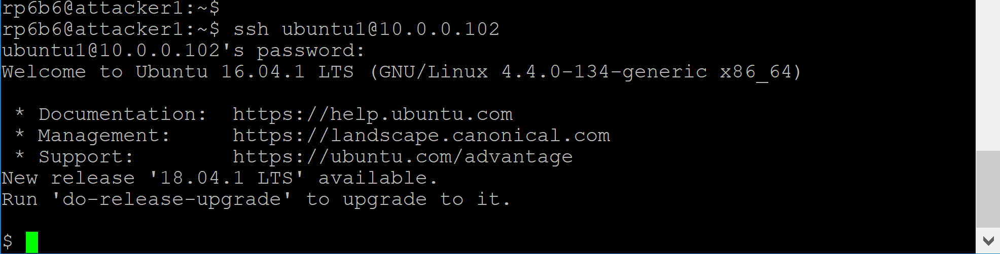 rp6b6@attacker1:~$
rp6b6@attacker1:~$ ssh ubuntu1@10.0.0.102
ubuntu1@10.0.0.102's password:
Welcome to Ubuntu 16.04.1 LTS (GNU/Linux 4.4.0-134-generic x86_64)
 * Documentation:  https://help.ubuntu.com
 * Management:     https://landscape.canonical.com
 * Support:        https://ubuntu.com/advantage
New release '18.04.1 LTS' available.
Run 'do-release-upgrade' to upgrade to it.
$